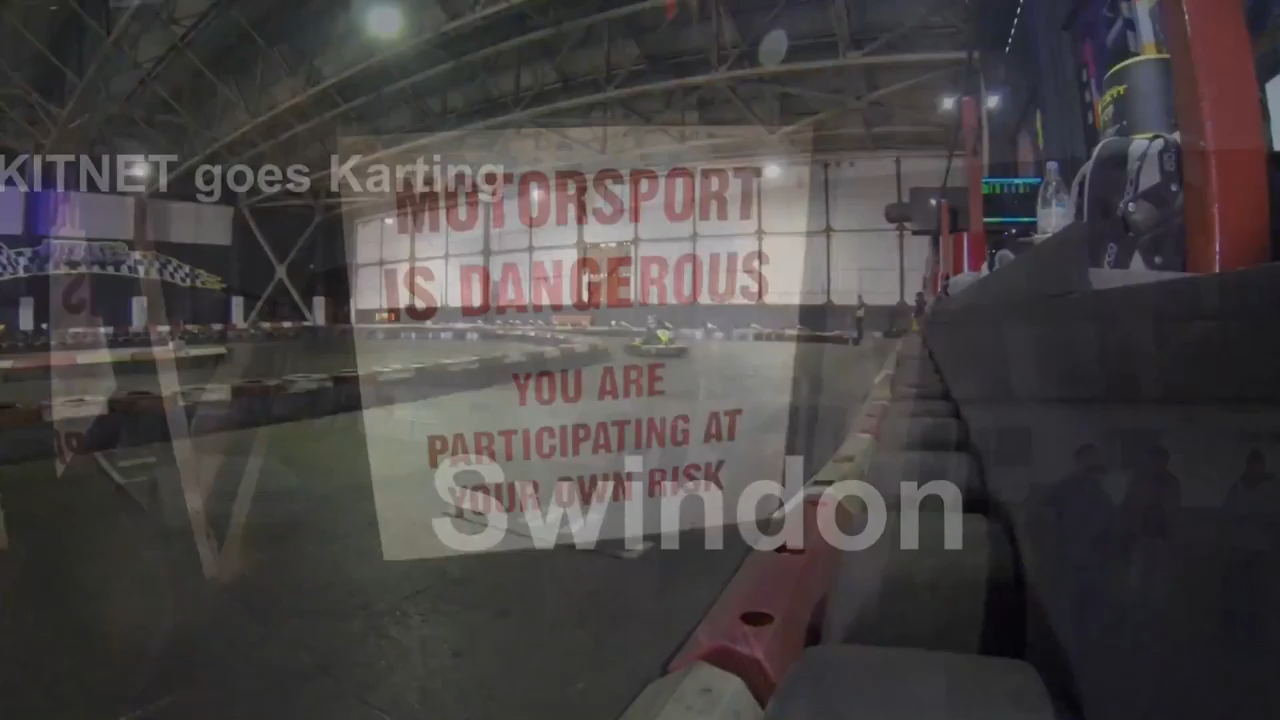 KITNET goes Karting
MOTORSPORT
IS DANGEROUS
YOU ARE
PARTICIPATING AT
YOUR OWN RISK
Swindon